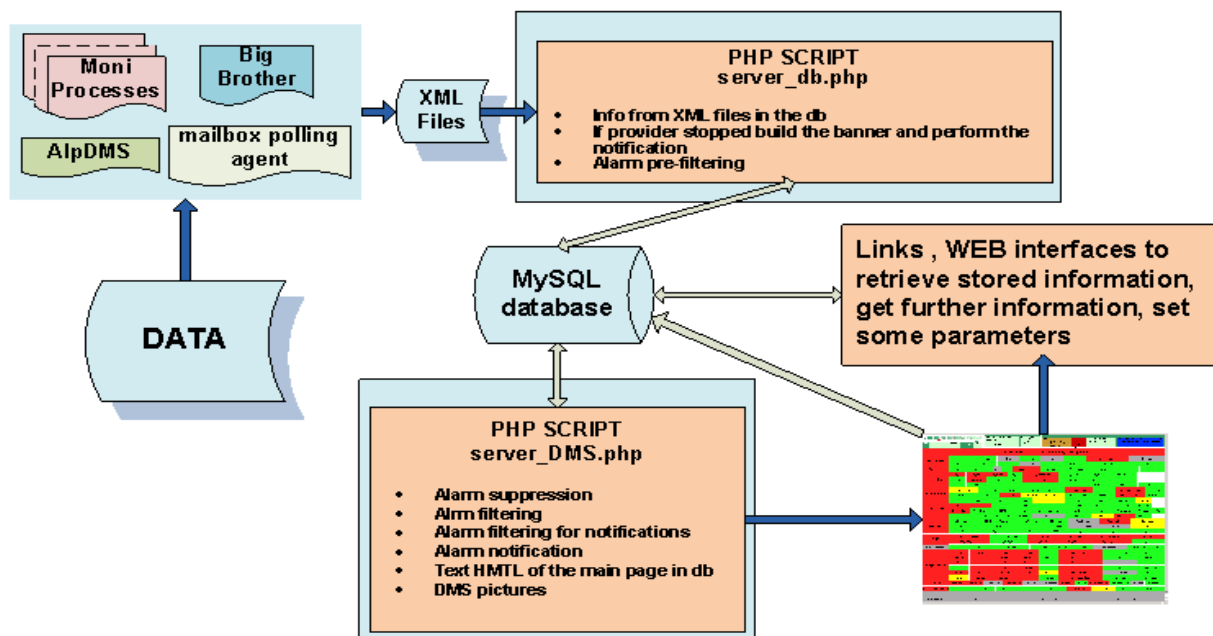 Moni
Processes
Big
Brother
AlpDMS
mailbox polling
agent
XML
Files
PHP SCRIPT
server_db.php
• Info from XML files in the db
• If provider stopped build the banner and perform the
notification
• Alarm pre-filtering
DATA
MySQL
database
Links , WEB interfaces to
retrieve stored information,
get further information, set
some parameters
PHP SCRIPT
server_DMS.php
• Alarm suppression
• Alrm filtering
• Alarm filtering for notifications
• Alarm notification
• Text HMTL of the main page in db
• DMS pictures